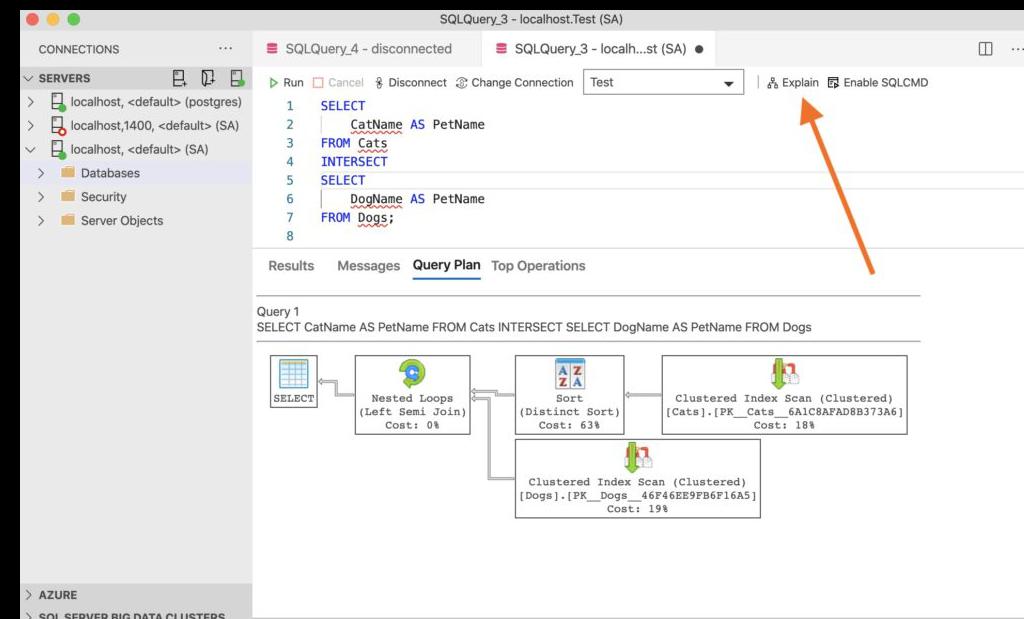 SQLQuery_3 - localhost.Test (SA)
CONNECTIONS ...
SQLQuery_4 - disconnected
SQLQuery_3 - localh...st (SA) ●
SERVERS
localhost, <default> (postgres)
localhost,1400, <default> (SA)
localhost, <default> (SA)
Databases
Security
Server Objects
Run Cancel Disconnect Change Connection Test Explain Enable SQLCMD
1 SELECT
2 CatName AS PetName
3 FROM Cats
4 INTERSECT
5 SELECT
6 DogName AS PetName
7 FROM Dogs;
8
Results Messages Query Plan Top Operations
Query 1
SELECT CatName AS PetName FROM Cats INTERSECT SELECT DogName AS PetName FROM Dogs
SELECT
Nested Loops
(Left Semi Join)
Cost: 0%
A Z
Z A
Sort
(Distinct Sort)
Cost: 63%
Clustered Index Scan (Clustered)
[Cats].[PK__Cats__6A1C8AFAD8B373A6]
Cost: 18%
Clustered Index Scan (Clustered)
[Dogs].[PK__Dogs__46F46EE9FB6F16A5]
Cost: 19%
AZURE
SQL SERVER BIG DATA CLUSTERS